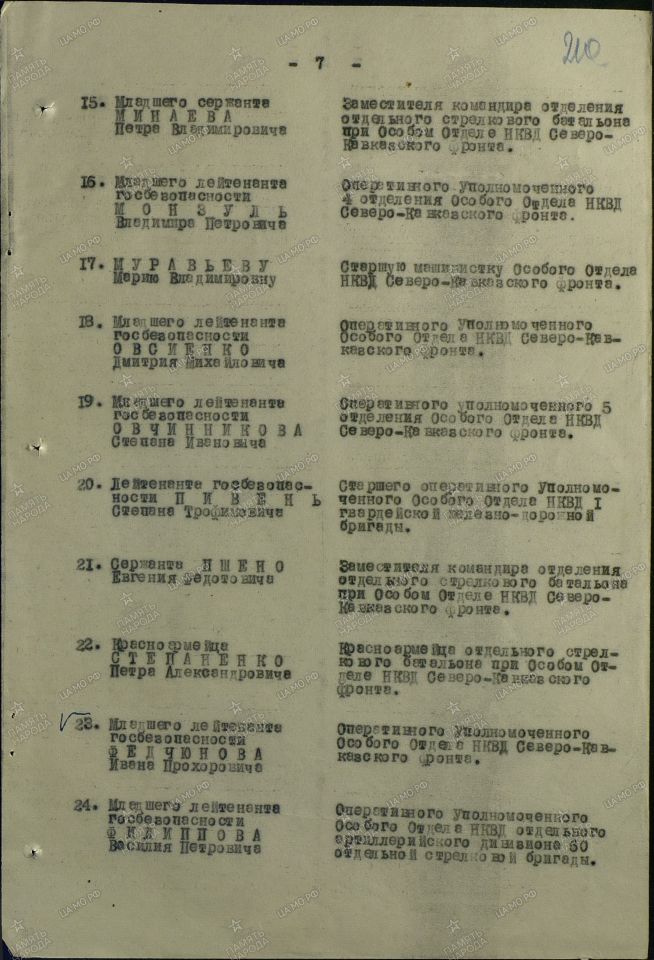 210
- 7 -
15. Младшего сержанта
МИНАЕВА
Петра Владимировича
Заместителя командира отделения
отдельного стрелкового батальона
при Особом Отделе НКВД Северо-
Кавказского фронта.
16. Младшего лейтенанта
госбезопасности
МОНЗУЛЬ
Владимира Петровича
Оперативного Уполномоченного
4 отделения Особого Отдела НКВД
Северо-Кавказского фронта.
17. МУРАВЬЕВУ
Марию Владимировну
Старшую машинистку Особого Отдела
НКВД Северо-Кавказского фронта.
18. Младшего лейтенанта
госбезопасности
ОВСИЕНКО
Дмитрия Михайловича
Оперативного Уполномоченного
Особого Отдела НКВД Северо-Кав-
казского фронта.
19. Младшего лейтенанта
госбезопасности
ОВЧИННИКОВА
Степана Ивановича
Оперативного уполномоченного 5
отделения Особого Отдела НКВД
Северо-Кавказского фронта.
20. Лейтенанта госбезопас-
ности ПИВЕНЬ
Степана Трофимовича
Старшего оперативного Уполномо-
ченного Особого Отдела НКВД I
гвардейской железно-дорожной
бригады.
21. Сержанта ПШЕНО
Евгения Федотовича
Заместителя командира отделения
отдельного стрелкового батальона
при Особом Отделе НКВД Северо-
Кавказского фронта.
22. Красноармейца
СТЕПАНЕНКО
Петра Александровича
Красноармейца отдельного стрел-
кового батальона при Особом От-
деле НКВД Северо-Кавказского
фронта.
23. Младшего лейтенанта
госбезопасности
ФЕДЧЮНОВА
Ивана Прохоровича
Оперативного Уполномоченного
Особого Отдела НКВД Северо-Кав-
казского фронта.
24. Младшего лейтенанта
госбезопасности
ФИЛИППОВА
Василия Петровича
Оперативного Уполномоченного
Особого Отдела НКВД отдельного
артиллерийского дивизиона 60
отдельной стрелковой бригады.